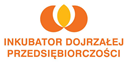 INKUBATOR DOJRZAŁEJ
PRZEDSIĘBIORCZOŚCI